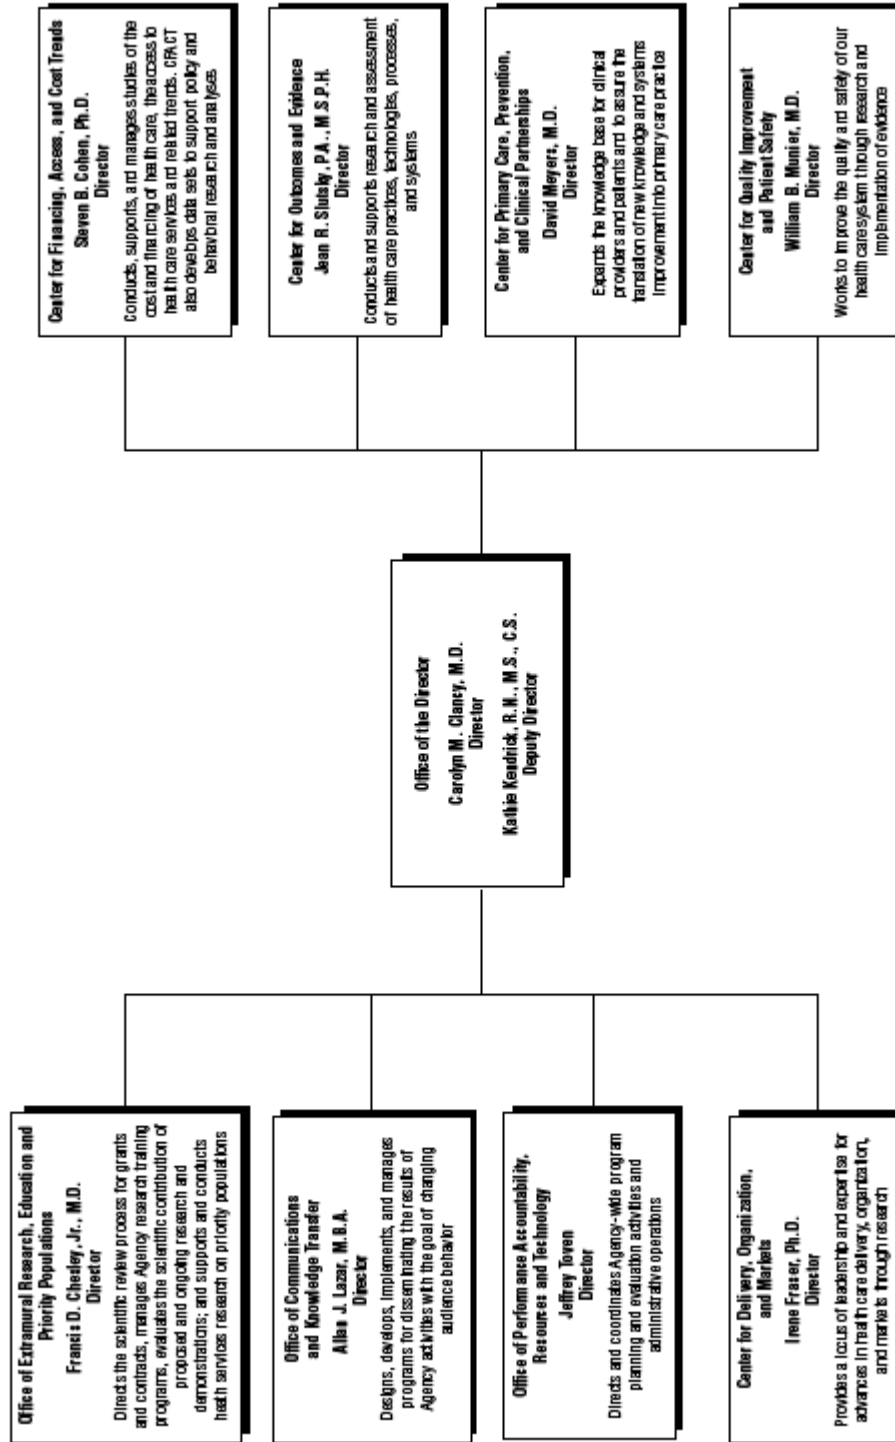 Office of Extramural Research, Education and
Priority Populations
Francis D. Chesley, Jr., M.D.
Director
Directs the scientific review process for grants
and contracts, manages Agency research training
programs, evaluates the scientific contribution of
proposed and ongoing research and
demonstrations; and supports and conducts
health services research on priority populations
Office of Communications
and Knowledge Transfer
Allan J. Lazar, M.B.A.
Director
Designs, develops, implements, and manages
programs for disseminating the results of
Agency activities with the goal of changing
audience behavior
Office of Performance Accountability,
Resources and Technology
Jeffrey Toven
Director
Directs and coordinates Agency-wide program
planning and evaluation activities and
administrative operations
Center for Delivery, Organization,
and Markets
Irene Fraser, Ph.D.
Director
Provides a locus of leadership and expertise for
advances in health care delivery, organization,
and markets through research
Office of the Director
Carolyn M. Clancy, M.D.
Director
Kathie Kendrick, R.N., M.S., C.S.
Deputy Director
Center for Financing, Access, and Cost Trends
Steven B. Cohen, Ph.D.
Director
Conducts, supports, and manages studies of the
cost and financing of health care, the access to
health care services and related trends. CFACT
also develops data sets to support policy and
behavioral research and analyses
Center for Outcomes and Evidence
Jean R. Slutsky, P.A., M.S.P.H.
Director
Conducts and supports research and assessment
of health care practices, technologies, processes,
and systems
Center for Primary Care, Prevention,
and Clinical Partnerships
David Meyers, M.D.
Director
Expands the knowledge base for clinical
providers and patients and to assure the
translation of new knowledge and systems
improvement into primary care practice
Center for Quality Improvement
and Patient Safety
William B. Munier, M.D.
Director
Works to improve the quality and safety of our
health care system through research and
implementation of evidence